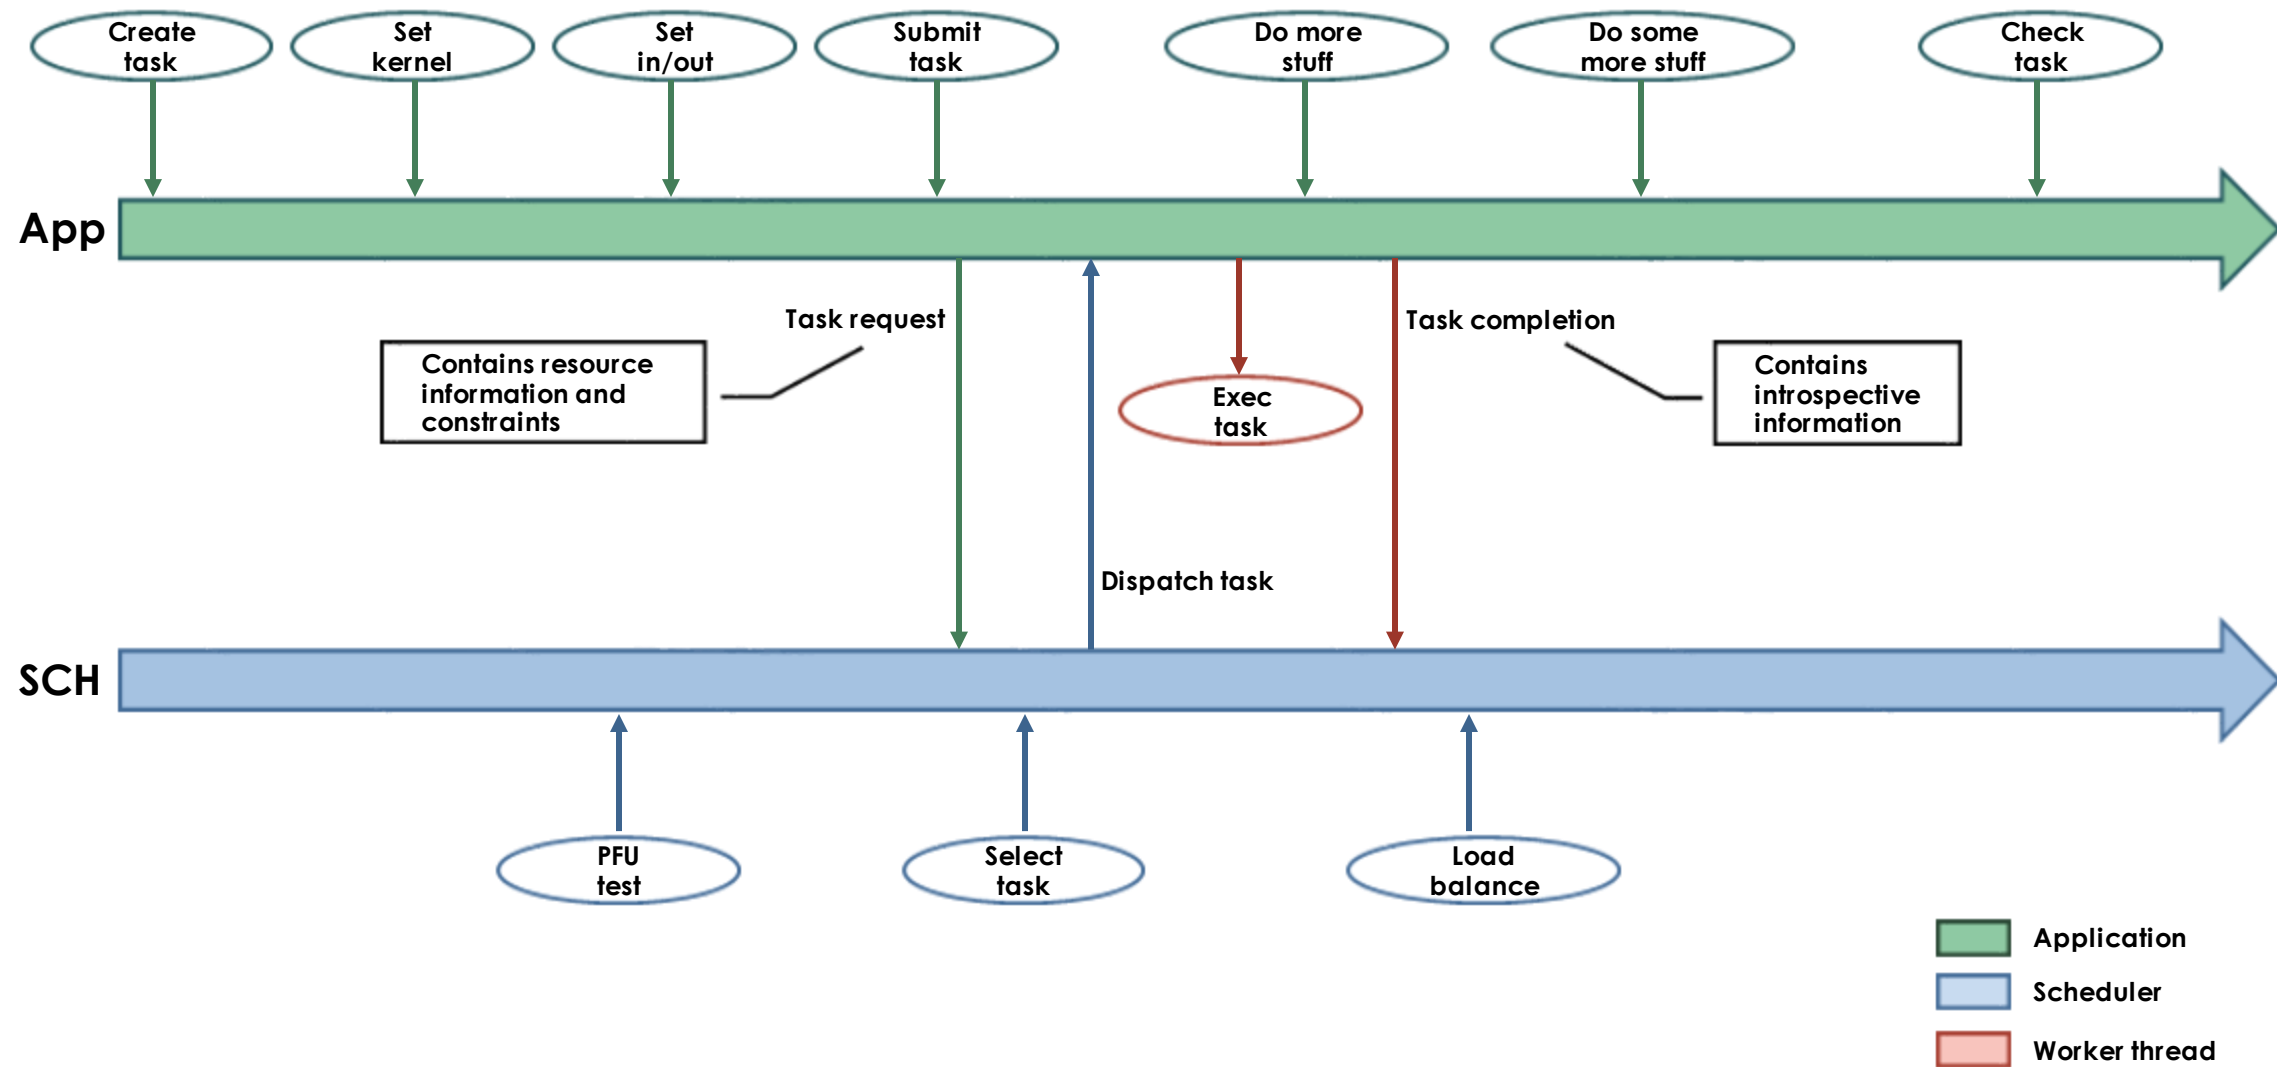 Create
task
Set
kernel
Set
in/out
Submit
task
Do more
stuff
Do some
more stuff
Check
task
App
Task request
Task completion
Contains resource
information and
constraints
Exec
task
Contains
introspective
information
Dispatch task
SCH
PFU
test
Select
task
Load
balance
Application
Scheduler
Worker thread